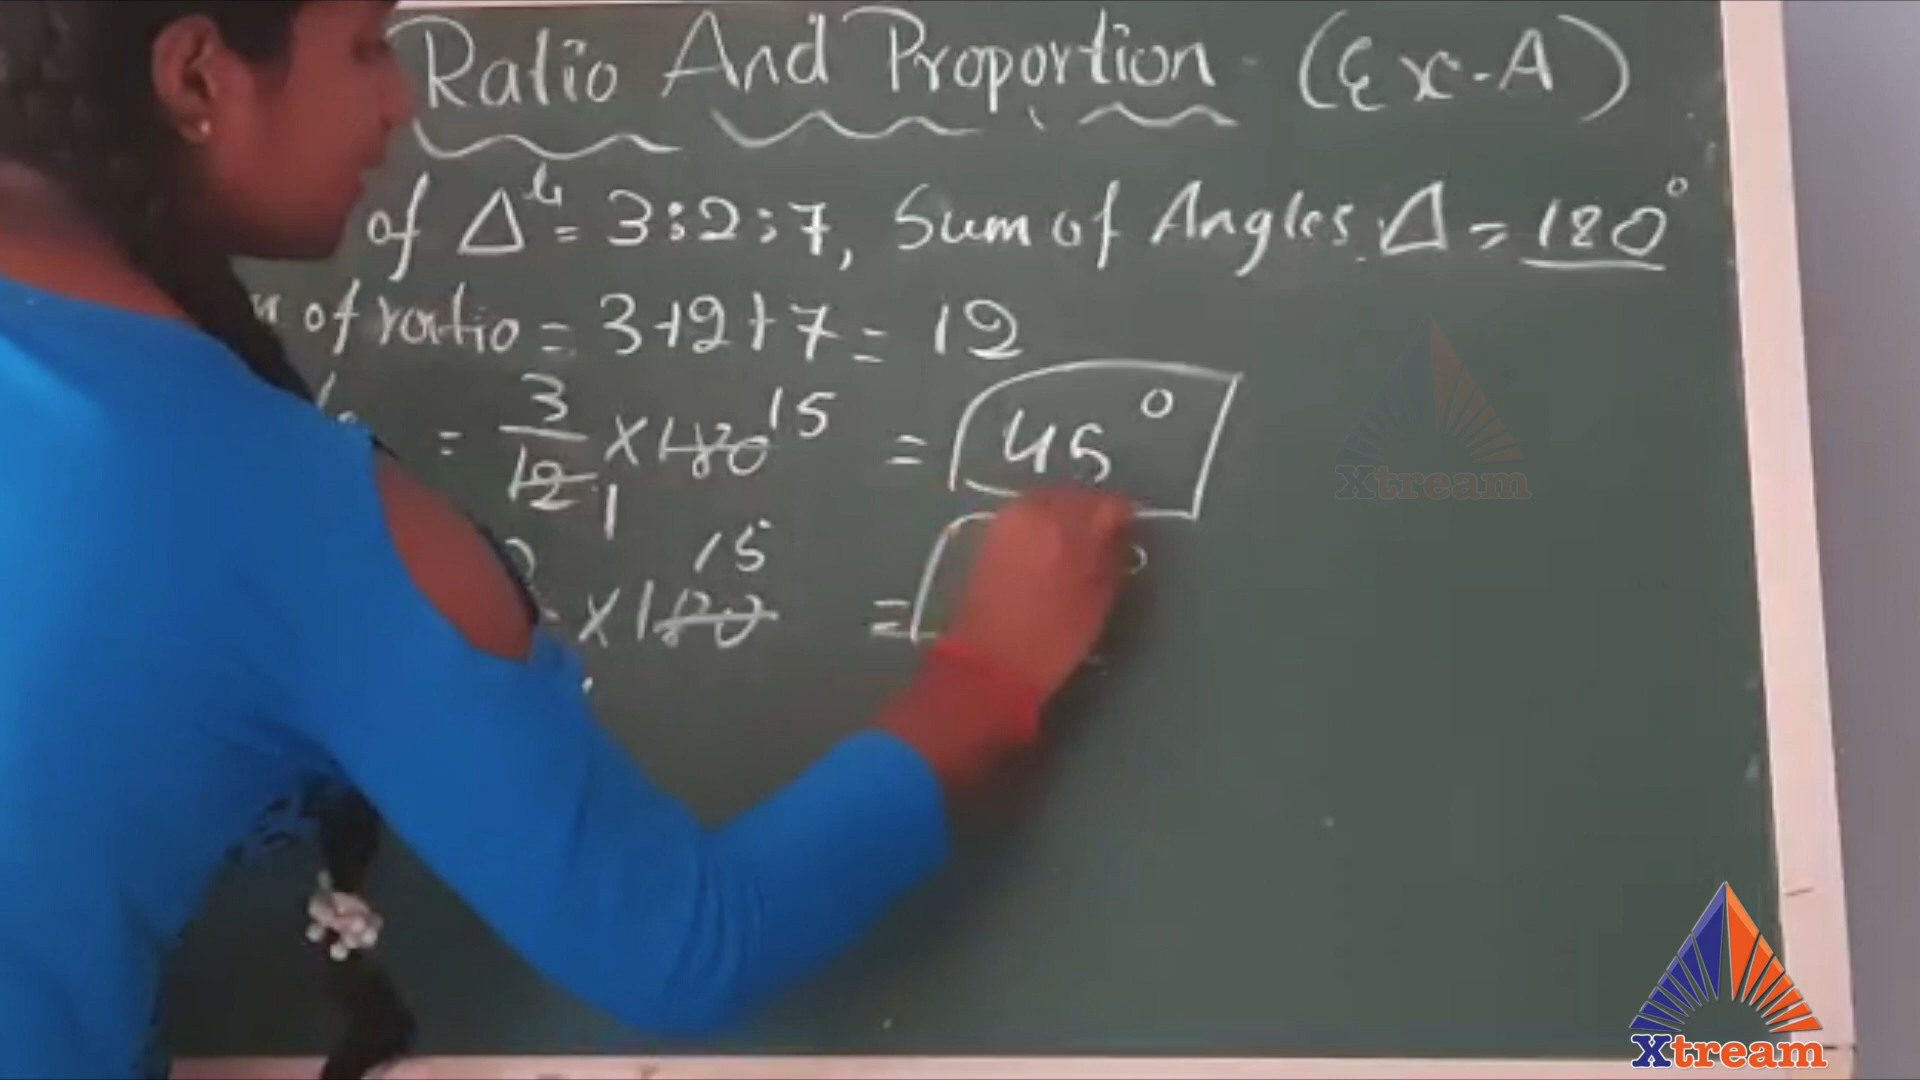 Ratio And Proportion (Ex-A)
of Δ = 3:2:7, Sum of Angles Δ = 180°
of ratio = 3+2+7 = 12
= 3/12 1 × 180 15 = 45°
15
× 180 =
Xtream
Xtream